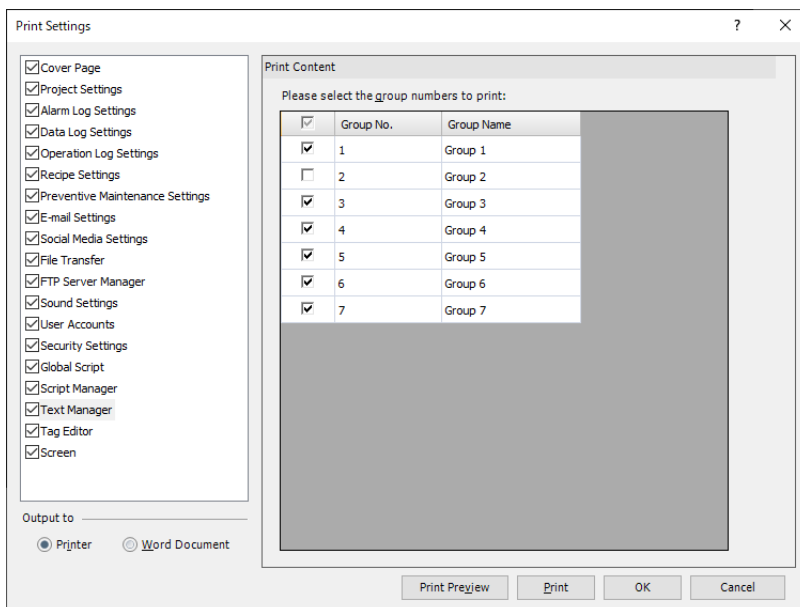 Print Settings
?
Cover Page
Project Settings
Alarm Log Settings
Data Log Settings
Operation Log Settings
Recipe Settings
Preventive Maintenance Settings
E-mail Settings
Social Media Settings
File Transfer
FTP Server Manager
Sound Settings
User Accounts
Security Settings
Global Script
Script Manager
Text Manager
Tag Editor
Screen
Output to
Printer Word Document
Print Content
Please select the group numbers to print:
Group No. Group Name
1 Group 1
2 Group 2
3 Group 3
4 Group 4
5 Group 5
6 Group 6
7 Group 7
Print Preview Print OK Cancel